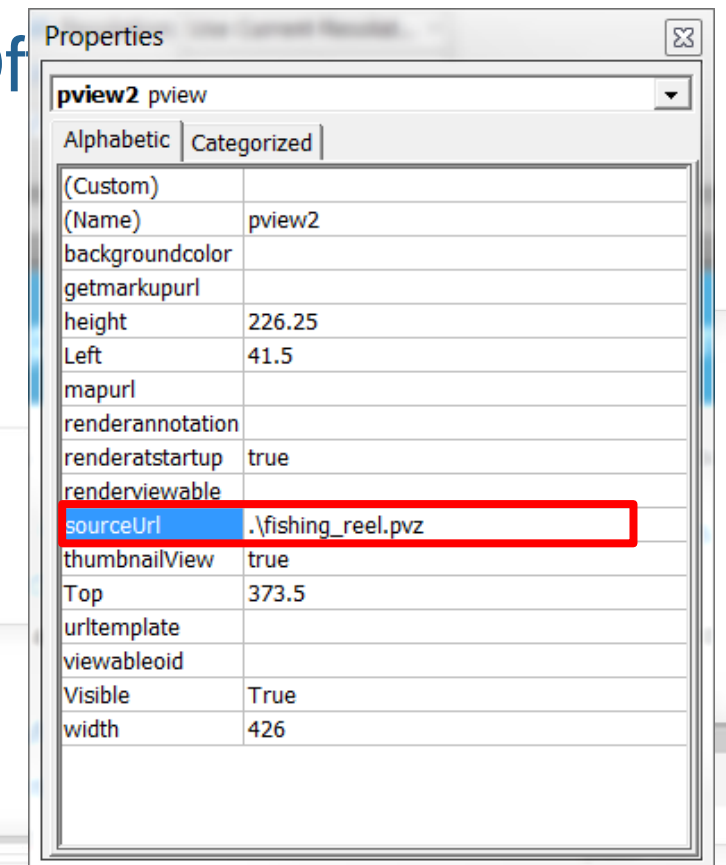 Properties
pview2 pview
Alphabetic Categorized
(Custom)
(Name) pview2
backgroundcolor
getmarkupurl
height 226.25
Left 41.5
mapurl
renderannotation
renderatstartup true
renderviewable
sourceUrl .\fishing_reel.pvz
thumbnailView true
Top 373.5
urltemplate
viewableoid
Visible True
width 426